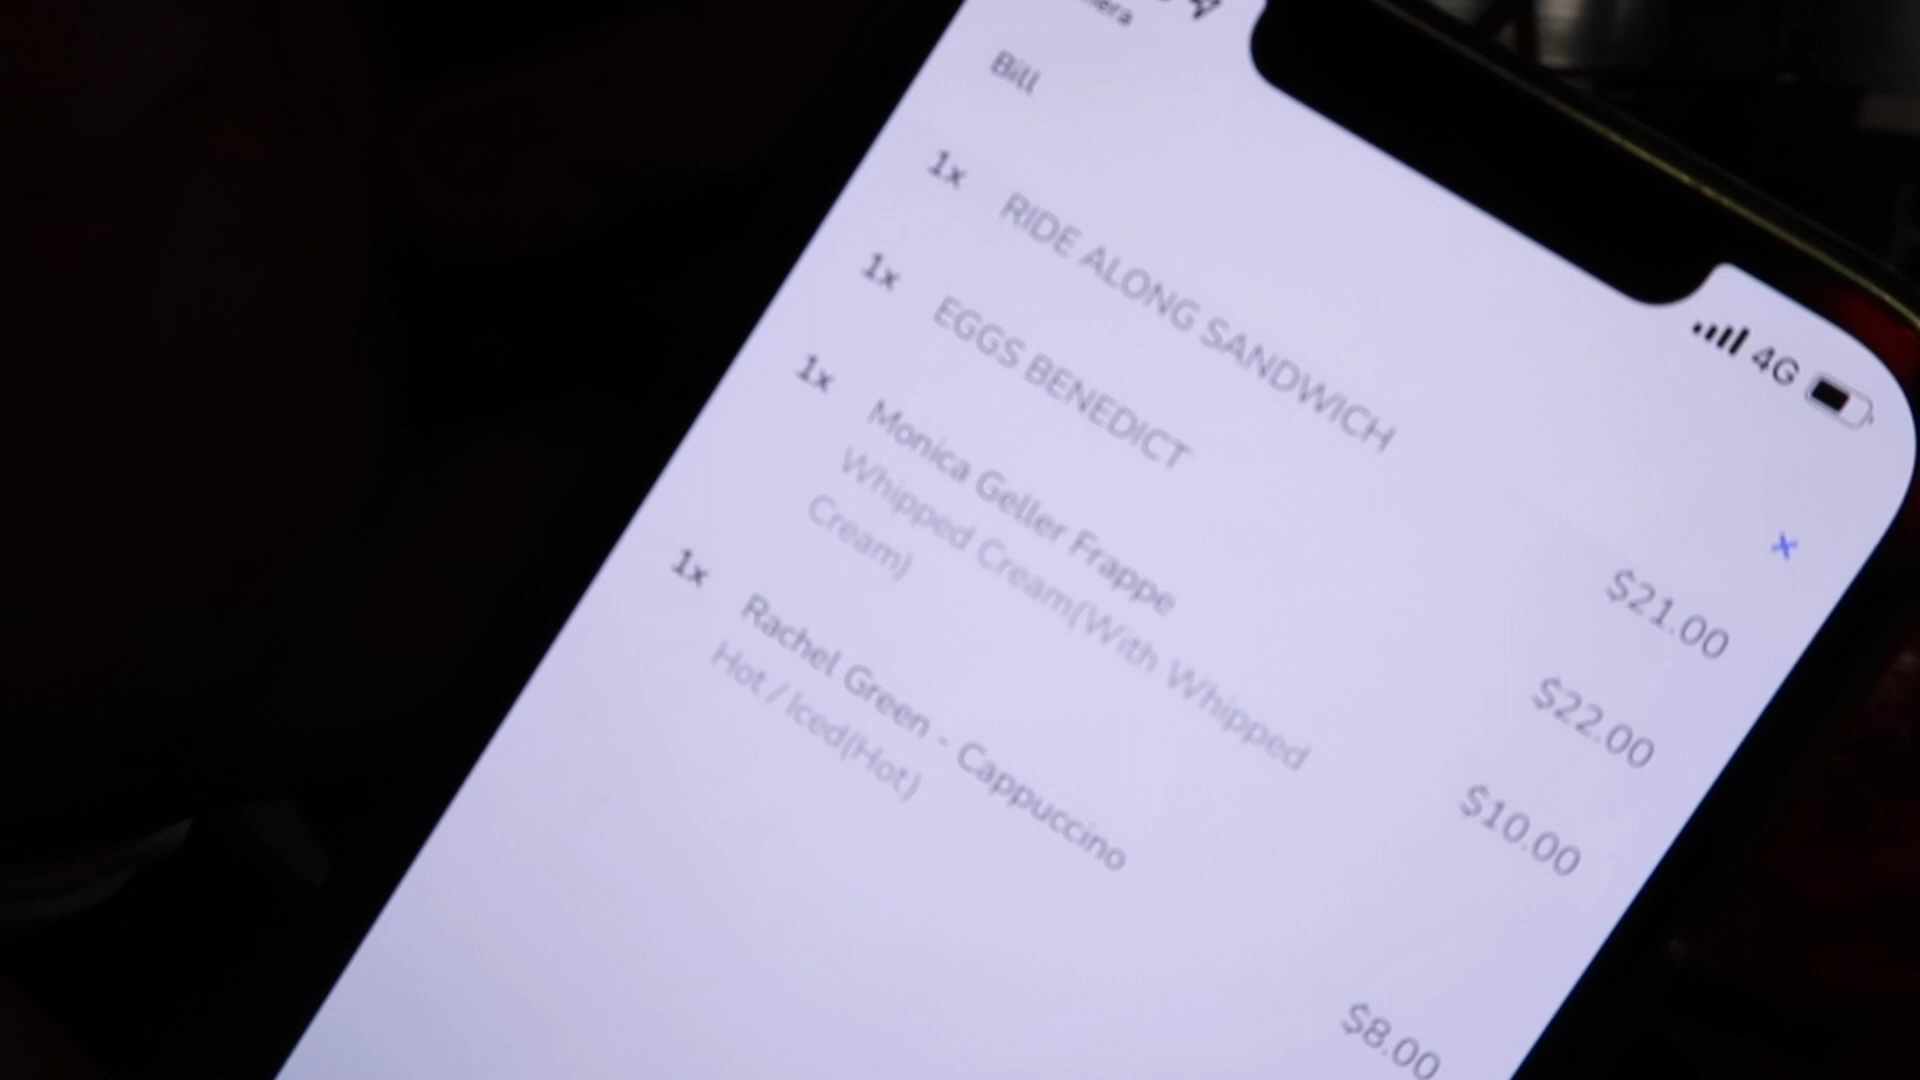 Bill
4G
1x RIDE ALONG SANDWICH $21.00
1x EGGS BENEDICT $22.00
1x Monica Geller Frappe $10.00
Whipped Cream(With Whipped
Cream)
1x Rachel Green - Cappuccino $8.00
Hot / Iced(Hot)